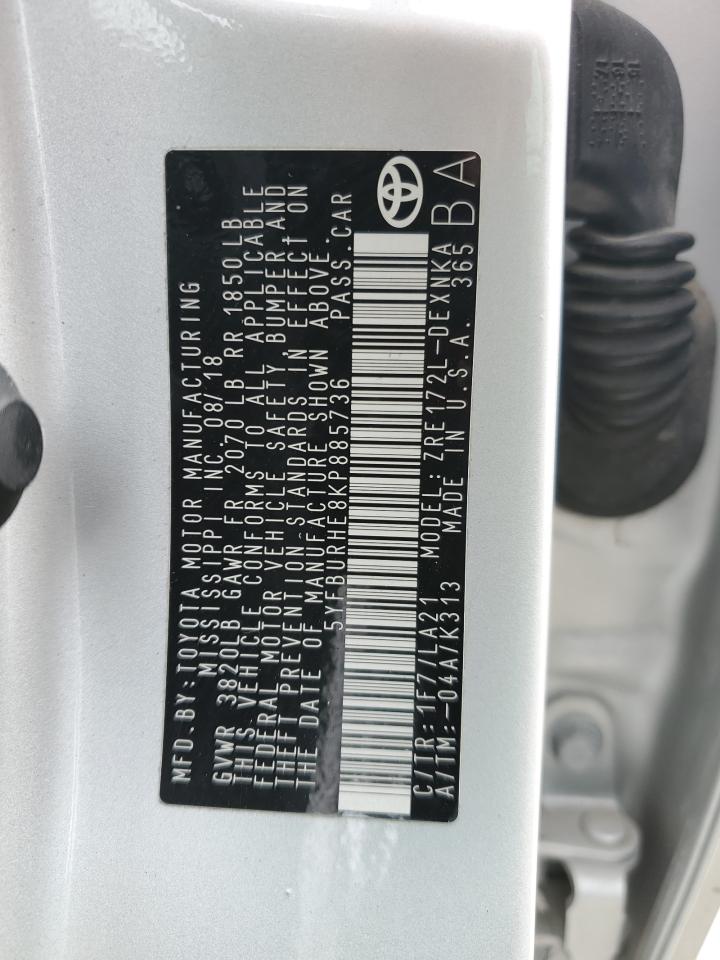 MFD.BY:TOYOTA MOTOR MANUFACTURING
MISSISSIPPI INC. 08/18
GVWR 3820LB GAWR FR 2070 LB RR 1850LB
THIS VEHICLE CONFORMS TO ALL APPLICABLE
FEDERAL MOTOR VEHICLE SAFETY, BUMPER AND
THEFT PREVENTION STANDARDS IN EFFECT ON
THE DATE OF MANUFACTURE SHOWN ABOVE.
5YFBURHE8KP885736 PASS.CAR
C/TR:1F7/LA21 MODEL:ZRE172L-DEXNKA
A/TM:-04A/K313 MADE IN U.S.A. 365
BA